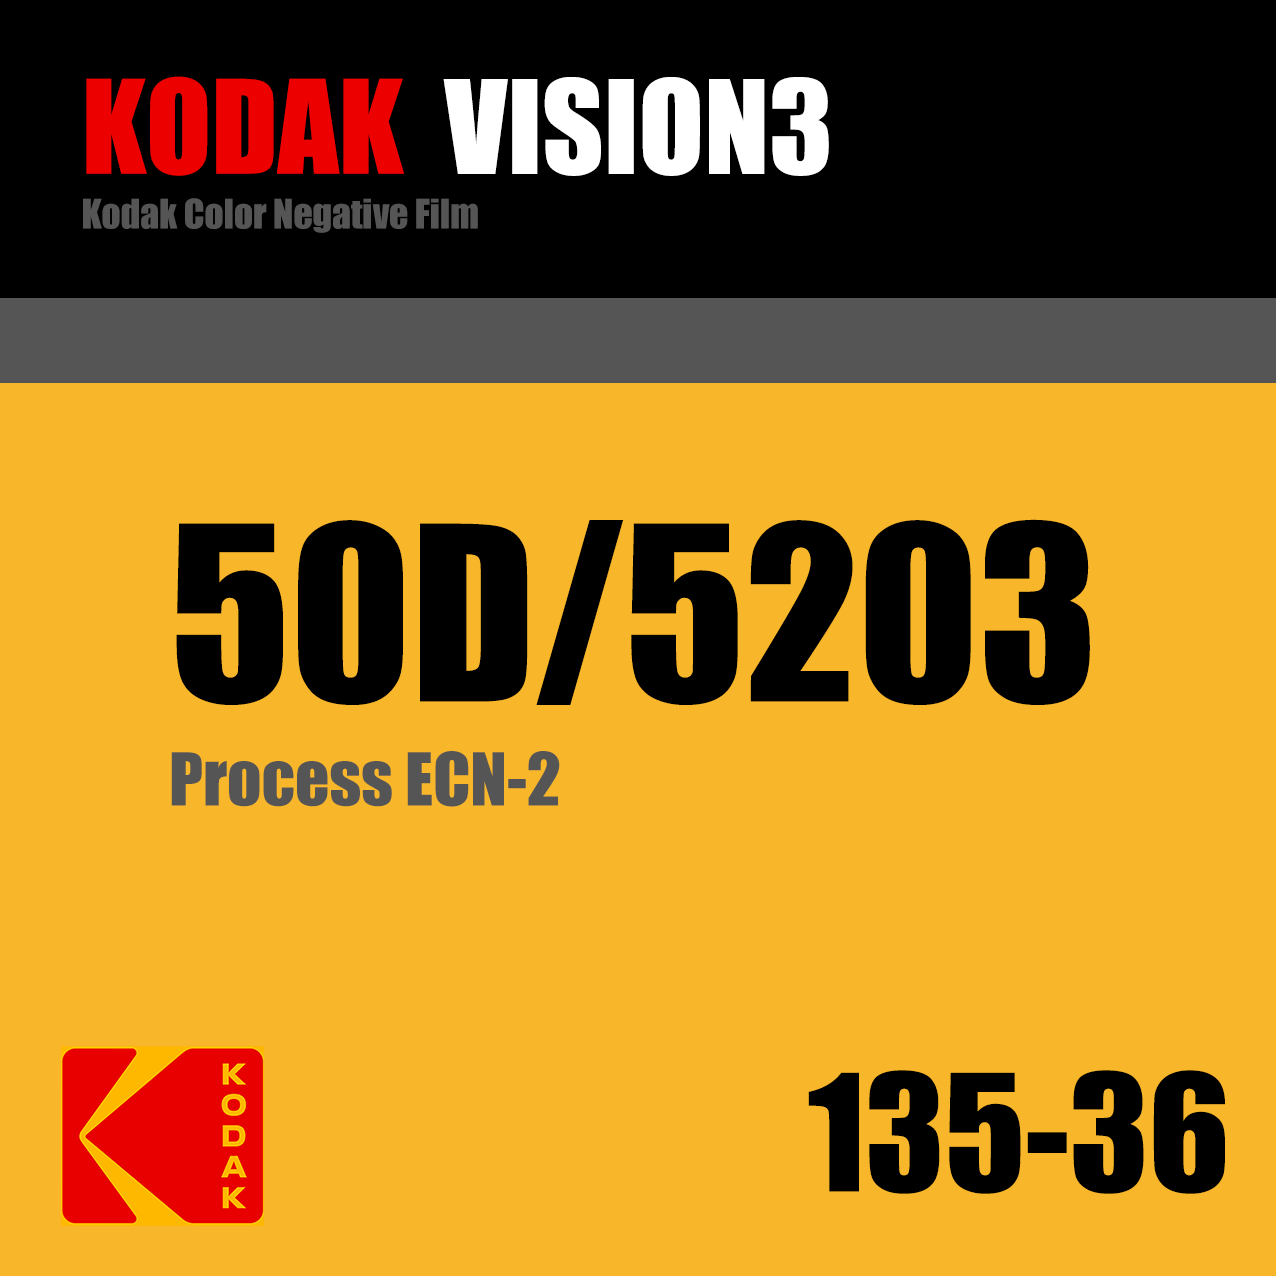 KODAK VISION3
Kodak Color Negative Film
50D/5203
Process ECN-2
KODAK
135-36